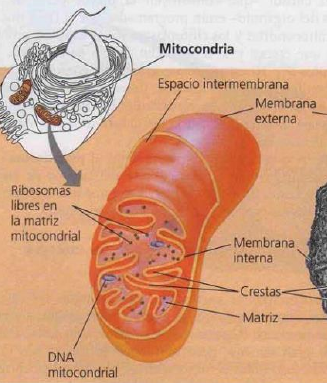 Mitocondria
Espacio intermembrana
Membrana
externa
Ribosomas
libres en
la matriz
mitocondrial
Membrana
interna
Crestas
Matriz
DNA
mitocondrial